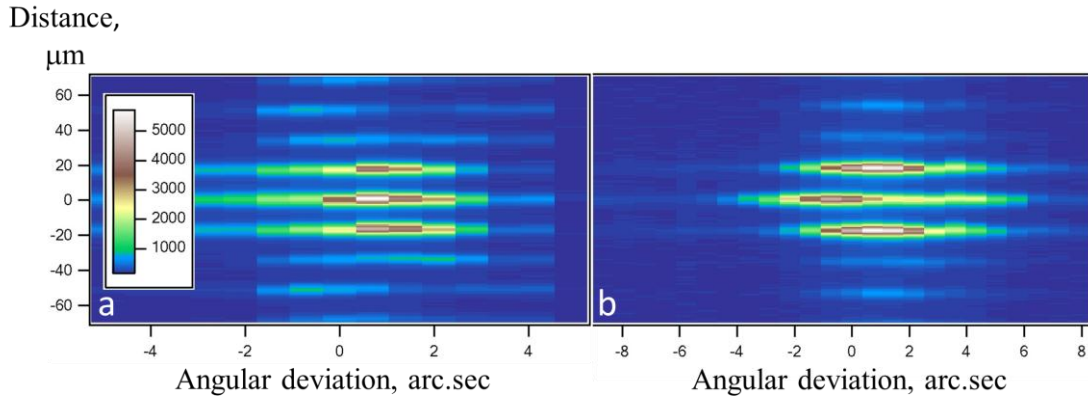 Distance,
μm
60
40
20
0
-20
-40
-60
5000
4000
3000
2000
1000
a
b
-4 -2 0 2 4
-8 -6 -4 -2 0 2 4 6 8
Angular deviation, arc.sec
Angular deviation, arc.sec